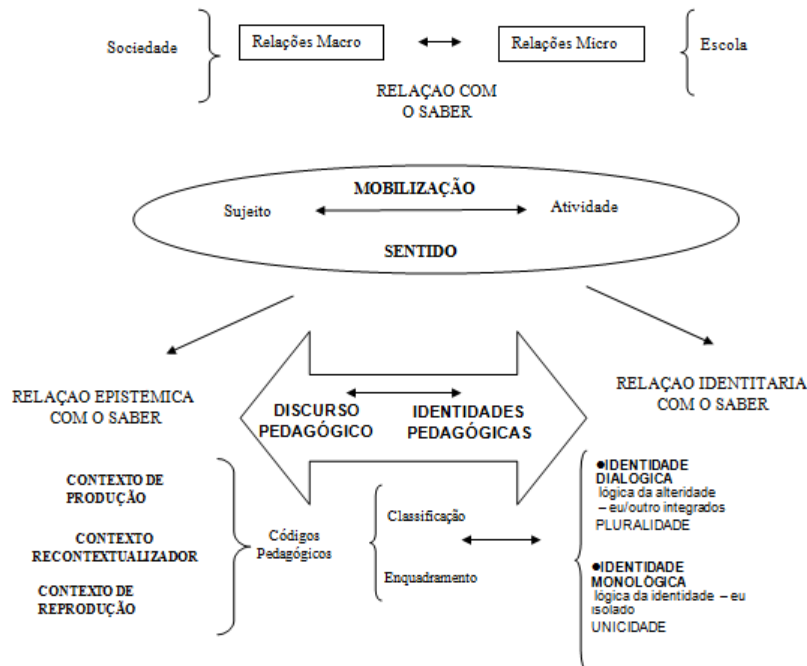 Sociedade
Relações Macro
Relações Micro
Escola
RELAÇAO COM
O SABER
MOBILIZAÇÃO
Sujeito
Atividade
SENTIDO
RELAÇAO EPISTEMICA
COM O SABER
DISCURSO
PEDAGÓGICO
IDENTIDADES
PEDAGÓGICAS
RELAÇAO IDENTITARIA
COM O SABER
CONTEXTO DE
PRODUÇÃO
CONTEXTO
RECONTEXTUALIZADOR
CONTEXTO DE
REPRODUÇÃO
Códigos
Pedagógicos
Classificação
Enquadramento
●IDENTIDADE
DIALOGICA
lógica da alteridade
– eu/outro integrados
PLURALIDADE
●IDENTIDADE
MONOLÓGICA
lógica da identidade – eu
isolado
UNICIDADE